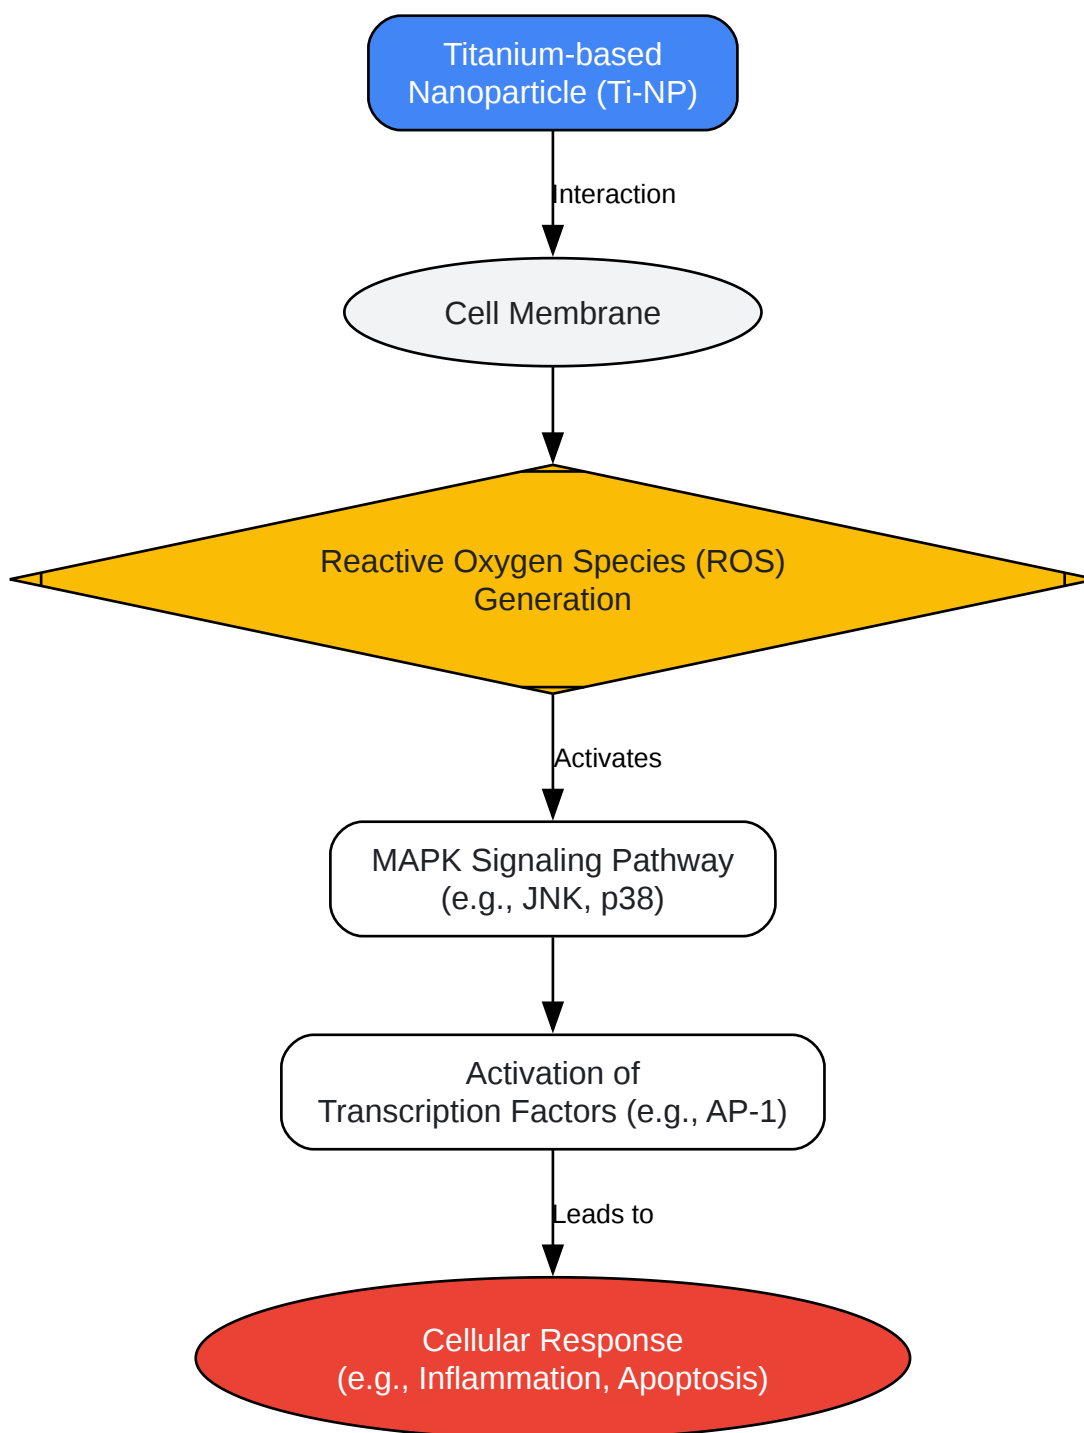 Titanium-based
Nanoparticle (Ti-NP)
Interaction
Cell Membrane
Reactive Oxygen Species (ROS)
Generation
Activates
MAPK Signaling Pathway
(e.g., JNK, p38)
Activation of
Transcription Factors (e.g., AP-1)
Leads to
Cellular Response
(e.g., Inflammation, Apoptosis)